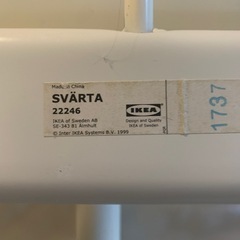 Made in China
SVÄRTA
22246
IKEA of Sweden AB
SE-343 81 Älmhult
© Inter IKEA Systems B.V. 1999
IKEA
Design and Quality
IKEA of Sweden
1737